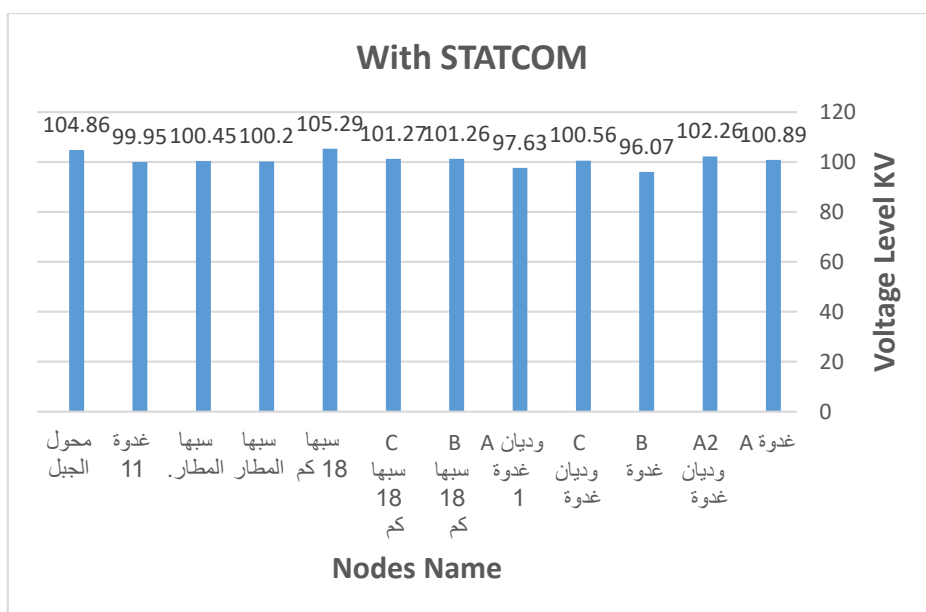 With STATCOM
104.86 99.95 100.45 100.2 105.29 101.27 101.26 97.63 100.56 96.07 102.26 100.89
120
100
80
60
40
20
0
Voltage Level KV
غدوة A
A2
وديان
غدوة
B
غدوة
C
وديان
غدوة
وديان A
غدوة
1
B
سبها
18
كم
C
سبها
18
كم
سبها
18 كم
سبها
المطار
سبها
المطار.
غدوة
11
محول
الجبل
Nodes Name